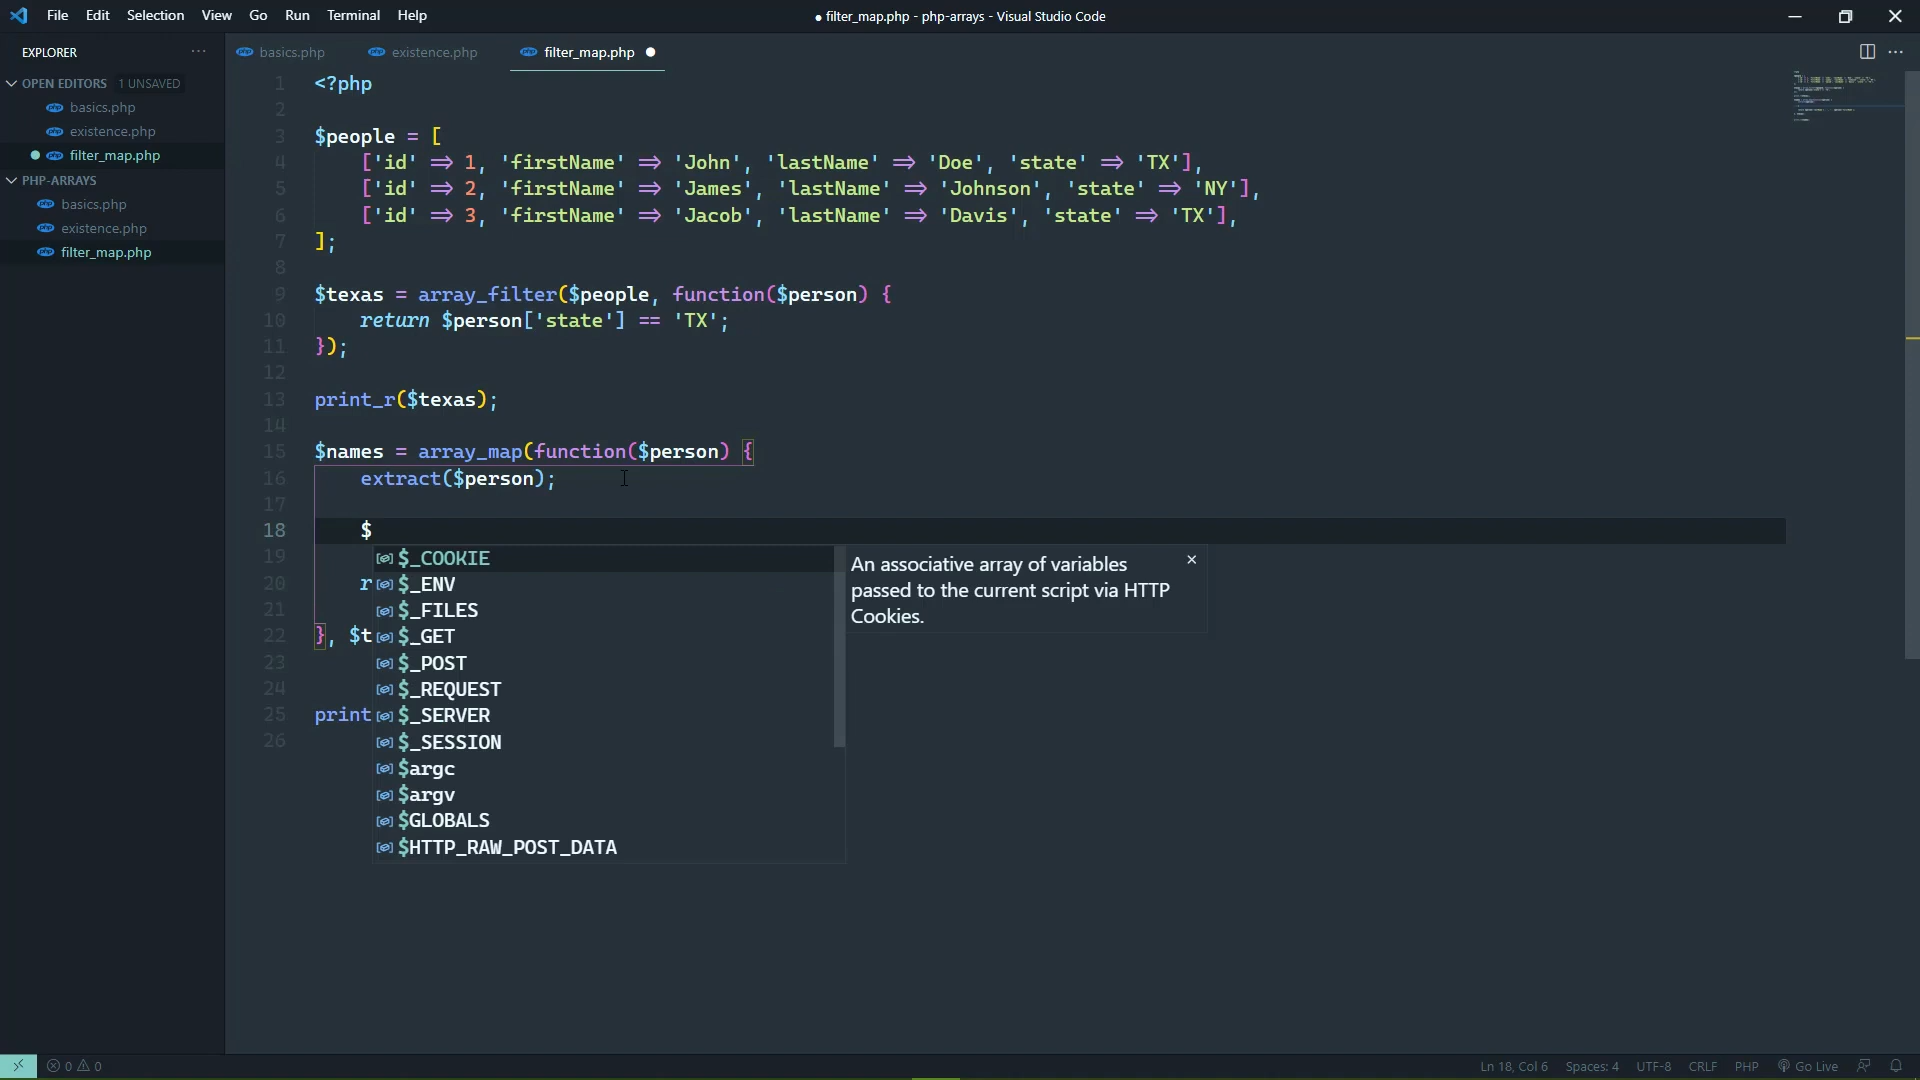 File Edit Selection View Go Run Terminal Help
● filter_map.php - php-arrays - Visual Studio Code
EXPLORER
OPEN EDITORS 1 UNSAVED
basics.php
existence.php
filter_map.php
PHP-ARRAYS
basics.php
existence.php
filter_map.php
basics.php existence.php filter_map.php
1 <?php
2
3 $people = [
4 ['id' => 1, 'firstName' => 'John', 'lastName' => 'Doe', 'state' => 'TX'],
5 ['id' => 2, 'firstName' => 'James', 'lastName' => 'Johnson', 'state' => 'NY'],
6 ['id' => 3, 'firstName' => 'Jacob', 'lastName' => 'Davis', 'state' => 'TX'],
7 ];
8
9 $texas = array_filter($people, function($person) {
10 return $person['state'] == 'TX';
11 });
12
13 print_r($texas);
14
15 $names = array_map(function($person) {
16 extract($person);
17
18 $
19
20 r
21
22 }, $t
23
24
25 print
26
$_COOKIE
$_ENV
$_FILES
$_GET
$_POST
$_REQUEST
$_SERVER
$_SESSION
$argc
$argv
$GLOBALS
$HTTP_RAW_POST_DATA
An associative array of variables
passed to the current script via HTTP
Cookies.
0 0
Ln 18, Col 6 Spaces: 4 UTF-8 CRLF PHP Go Live